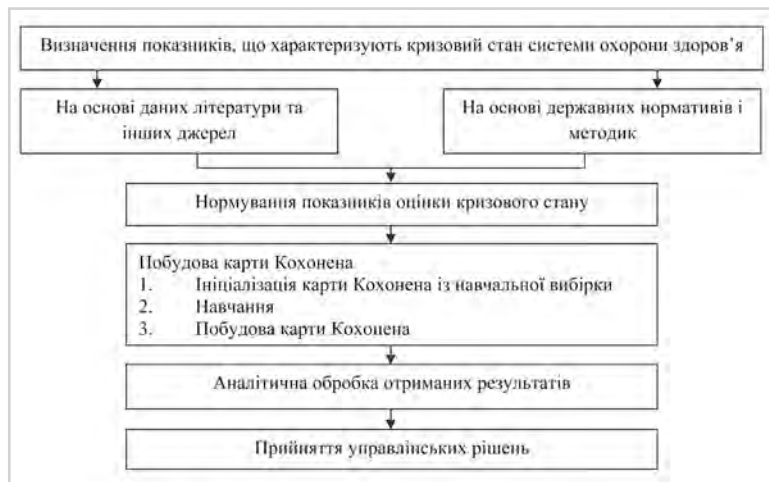 Визначення показників, що характеризують кризовий стан системи охорони здоров’я
На основі даних літератури та
інших джерел
На основі державних нормативів і
методик
Нормування показників оцінки кризового стану
Побудова карти Кохонена
1. Ініціалізація карти Кохонена із навчальної вибірки
2. Навчання
3. Побудова карти Кохонена
Аналітична обробка отриманих результатів
Прийняття управлінських рішень